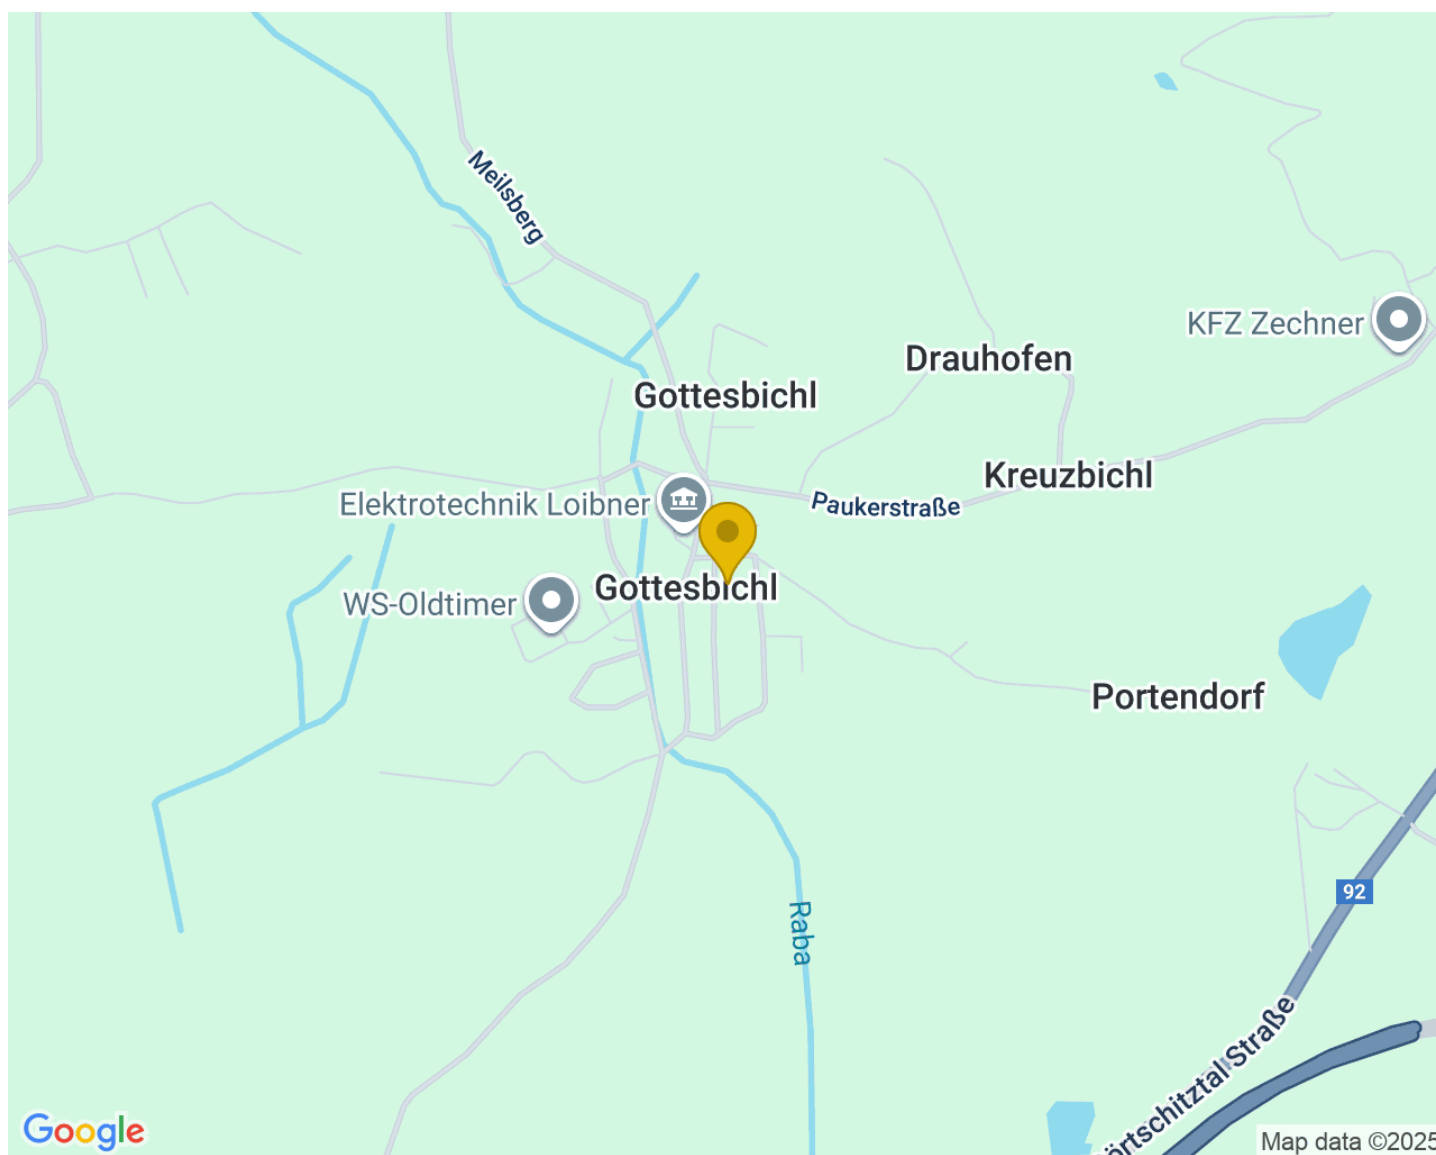 Meilsberg
KFZ Zechner
Drauhofen
Gottesbichl
Kreuzbichl
Elektrotechnik Loibner
Paukerstraße
Gottesbichl
WS-Oldtimer
Portendorf
92
Raba
örtschitztal Straße
Google
Map data ©2025